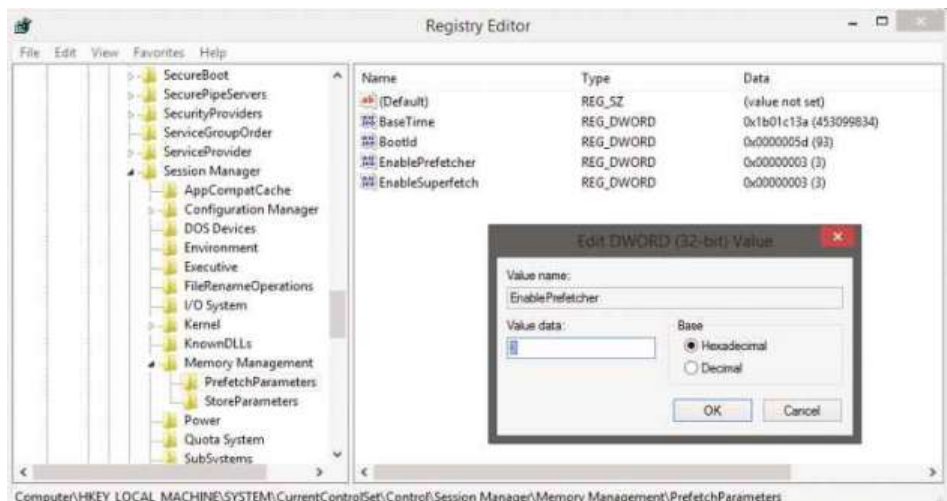 Registry Editor
File Edit View Favorites Help
SecureBoot
SecurePipeServers
SecurityProviders
ServiceGroupOrder
ServiceProvider
Session Manager
AppCompatCache
Configuration Manager
DOS Devices
Environment
Executive
FileRenameOperations
I/O System
Kernel
KnownDLLs
Memory Management
PrefetchParameters
StoreParameters
Power
Quota System
SubSystems
Name Type Data
(Default) REG_SZ (value not set)
BaseTime REG_DWORD 0x1b01c13a (453099834)
BootId REG_DWORD 0x0000005d (93)
EnablePrefetcher REG_DWORD 0x00000003 (3)
EnableSuperfetch REG_DWORD 0x00000003 (3)
Edit DWORD (32-bit) Value
Value name:
EnablePrefetcher
Value data:
Base
Hexadecimal
Decimal
OK Cancel
Computer\HKEY_LOCAL_MACHINE\SYSTEM\CurrentControlSet\Control\Session Manager\Memory Management\PrefetchParameters